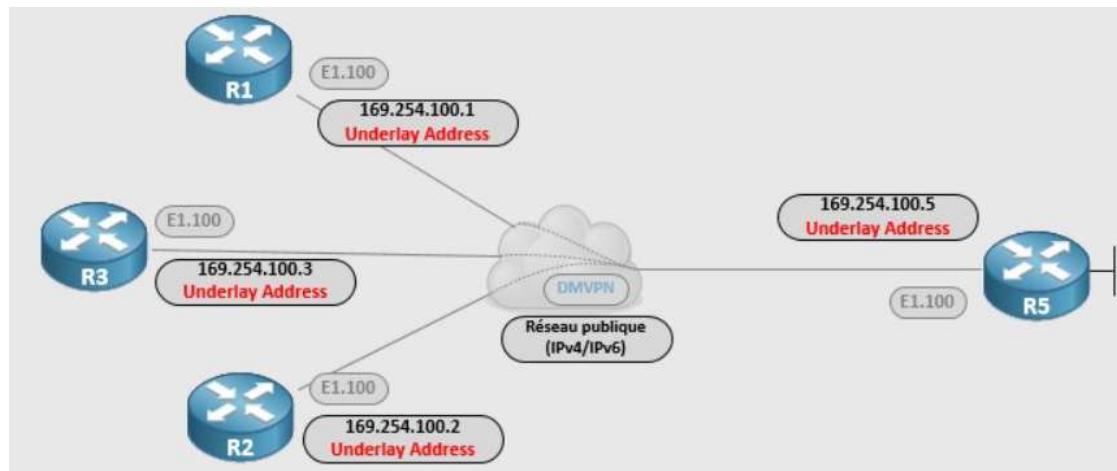 R1
E1.100
169.254.100.1
Underlay Address
R3
E1.100
169.254.100.3
Underlay Address
169.254.100.5
Underlay Address
DMVPN
R5
E1.100
Réseau publique
(IPv4/IPv6)
R2
E1.100
169.254.100.2
Underlay Address